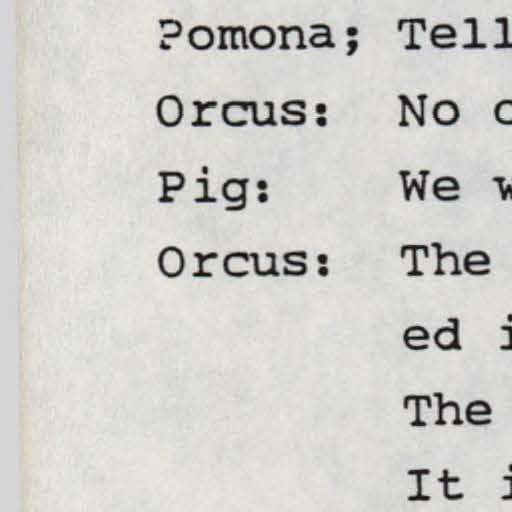 Pomona; Tell
Orcus: No c
Pig: We w
Orcus: The
ed i
The
It i